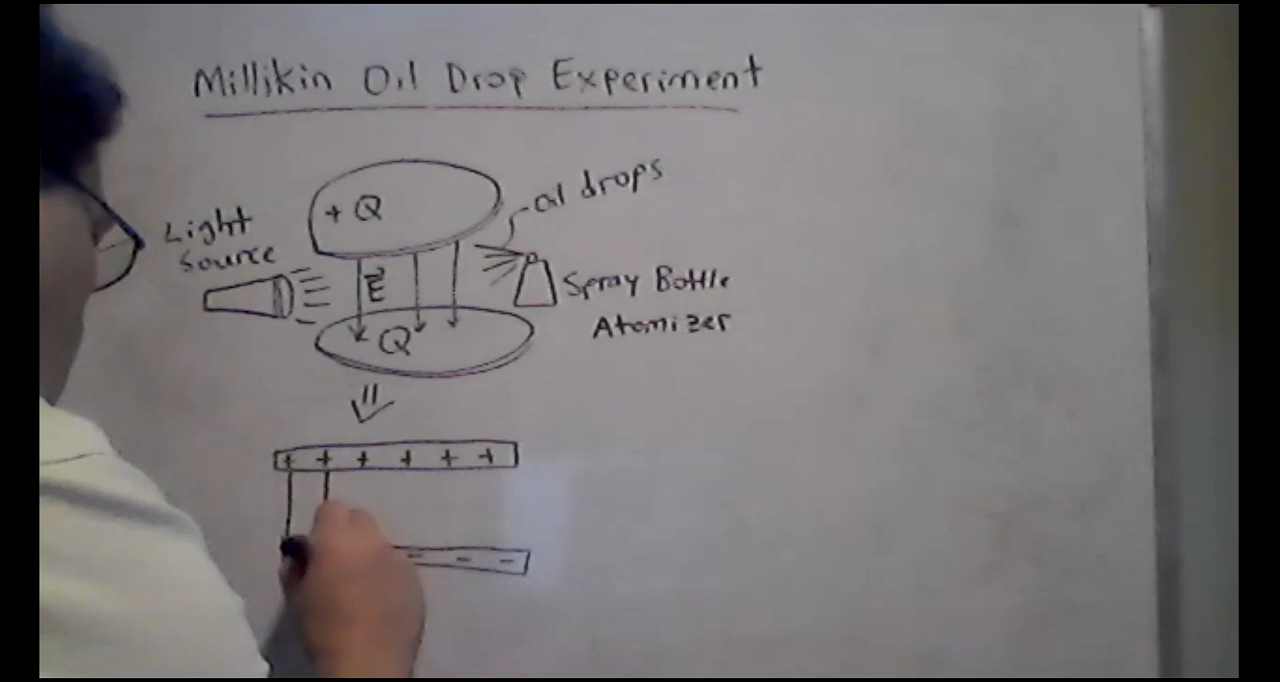 Millikin Oil Drop Experiment
+ Q
oil drops
Light
Source
E
Spray Bottle
Atomizer
Q
+ + + + + +
- - -